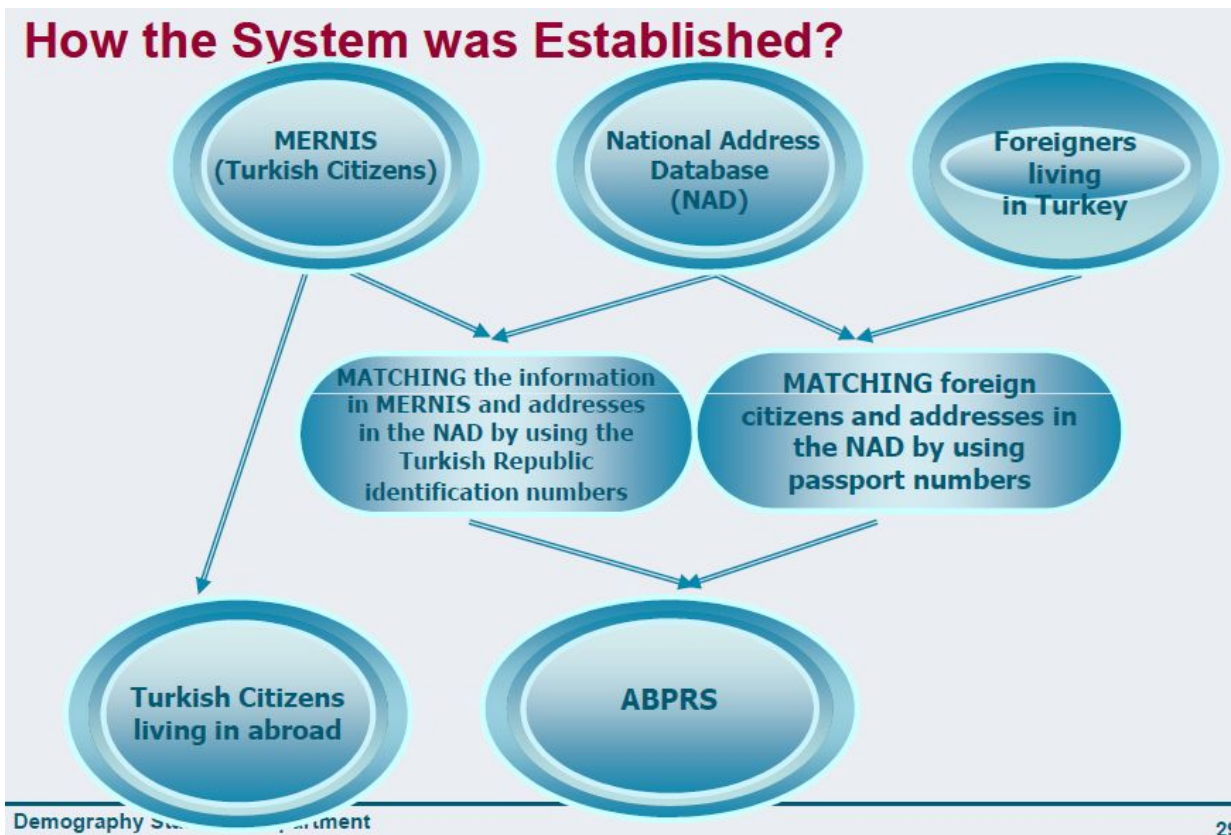 How the System was Established?
MERNIS
(Turkish Citizens)
National Address
Database
(NAD)
Foreigners
living
in Turkey
MATCHING the information
in MERNIS and addresses
in the NAD by using the
Turkish Republic
identification numbers
MATCHING foreign
citizens and addresses in
the NAD by using
passport numbers
Turkish Citizens
living in abroad
ABPRS
Demography